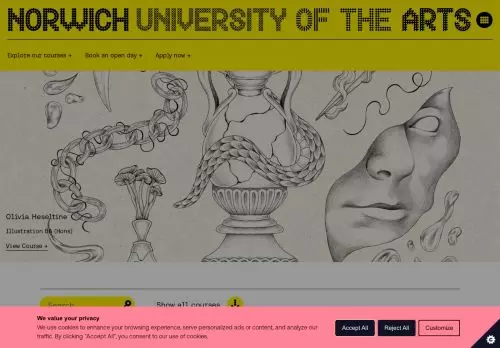 NORWICH UNIVERSITY OF THE ARTS
Explore our courses → Book an open day → Apply now →
Olivia Heseltine
Illustration BA (Hons)
View Course →
Search Show all courses
We value your privacy
We use cookies to enhance your browsing experience, serve personalized ads or content, and analyze our
traffic. By clicking "Accept All", you consent to our use of cookies.
Accept All Reject All Customize